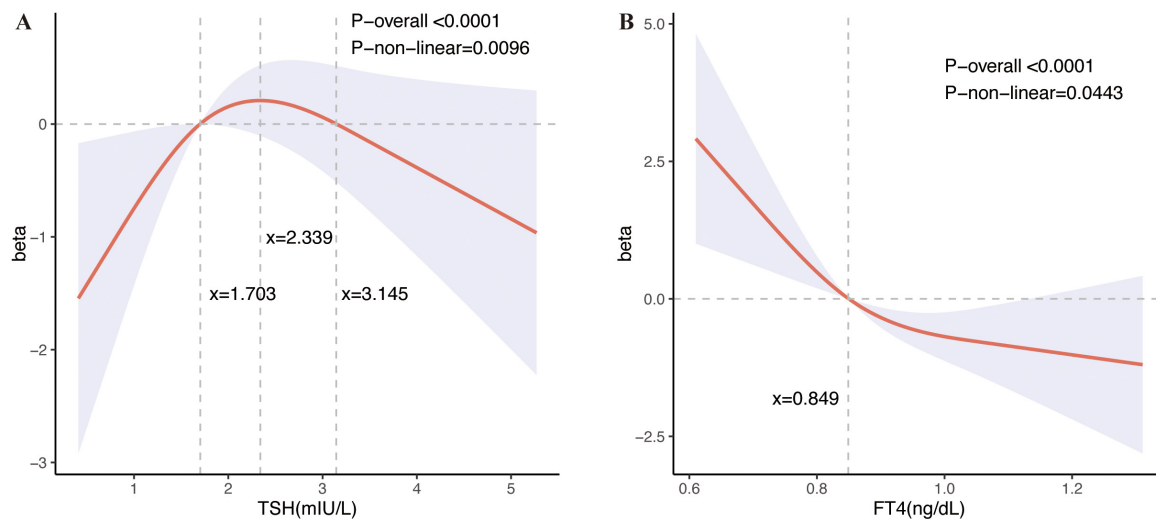 A
P-overall <0.0001
P-non-linear=0.0096
beta
0
−1
−2
−3
x=2.339
x=1.703
x=3.145
1 2 3 4 5
TSH(mIU/L)
B
P-overall <0.0001
P-non-linear=0.0443
beta
5.0
2.5
0.0
−2.5
x=0.849
0.6 0.8 1.0 1.2
FT4(ng/dL)